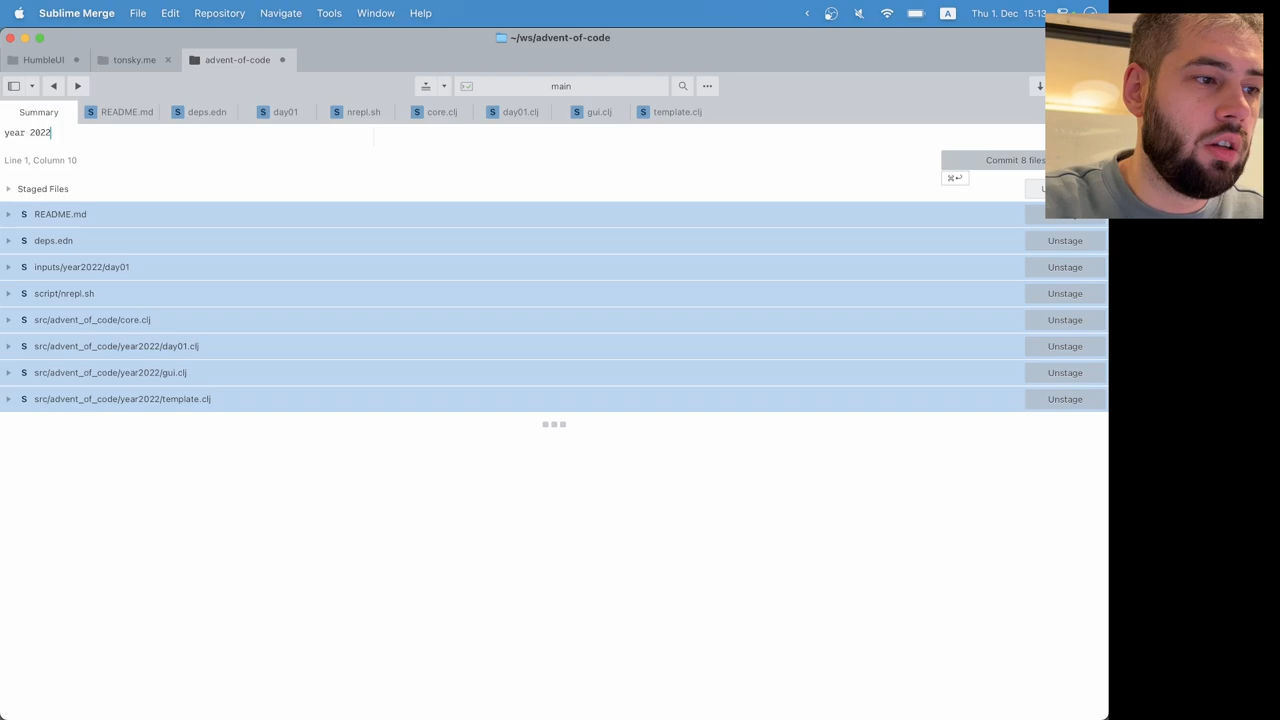 Sublime Merge File Edit Repository Navigate Tools Window Help A Thu 1. Dec 15:13
~/ws/advent-of-code
HumbleUI tonsky.me advent-of-code
main
Summary S README.md S deps.edn S day01 S nrepl.sh S core.clj S day01.clj S gui.clj S template.clj
year 2022
Line 1, Column 10
Commit 8 files
⌘↩
Staged Files
S README.md
S deps.edn Unstage
S inputs/year2022/day01 Unstage
S script/nrepl.sh Unstage
S src/advent_of_code/core.clj Unstage
S src/advent_of_code/year2022/day01.clj Unstage
S src/advent_of_code/year2022/gui.clj Unstage
S src/advent_of_code/year2022/template.clj Unstage